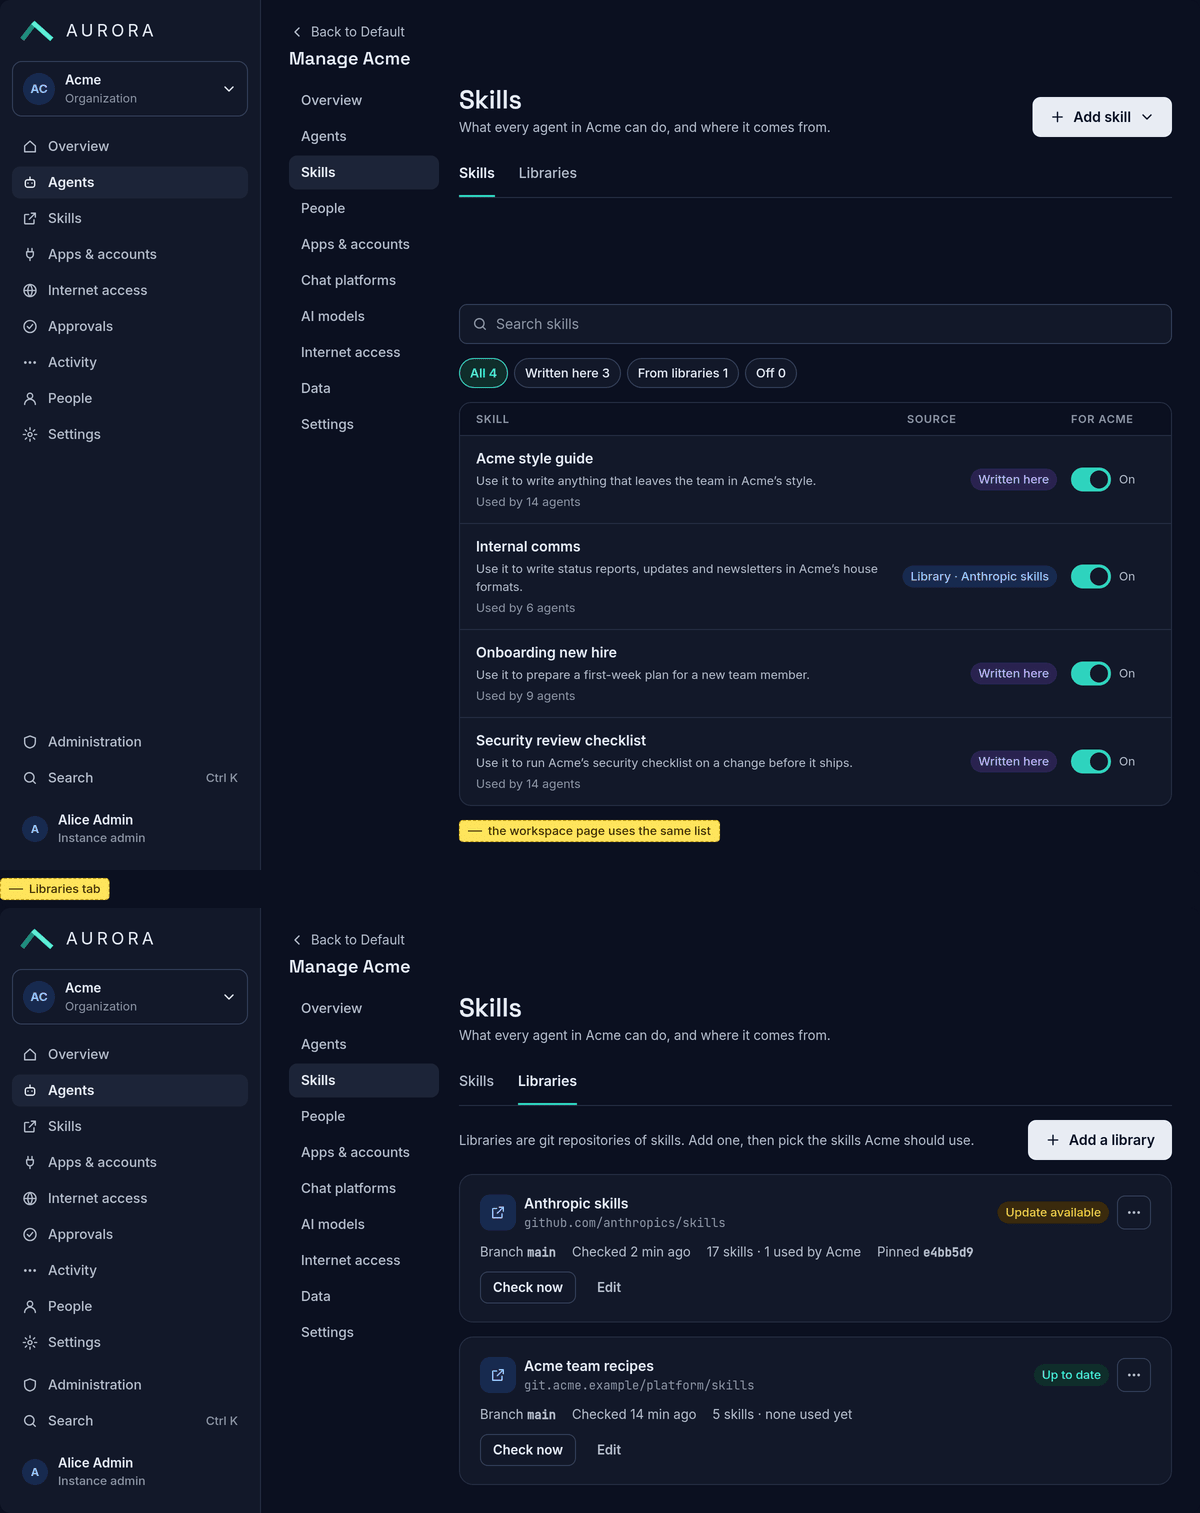 AURORA
AC
Acme
Organization
Overview
Agents
Skills
Apps & accounts
Internet access
Approvals
Activity
People
Settings
Administration
Search Ctrl K
A
Alice Admin
Instance admin
Back to Default
Manage Acme
Overview
Agents
Skills
People
Apps & accounts
Chat platforms
AI models
Internet access
Data
Settings
Skills
What every agent in Acme can do, and where it comes from.
Add skill
Skills Libraries
Search skills
All 4 Written here 3 From libraries 1 Off 0
SKILL SOURCE FOR ACME
Acme style guide
Use it to write anything that leaves the team in Acme’s style.
Used by 14 agents
Written here On
Internal comms
Use it to write status reports, updates and newsletters in Acme’s house
formats.
Used by 6 agents
Library · Anthropic skills On
Onboarding new hire
Use it to prepare a first-week plan for a new team member.
Used by 9 agents
Written here On
Security review checklist
Use it to run Acme’s security checklist on a change before it ships.
Used by 14 agents
Written here On
— the workspace page uses the same list
— Libraries tab
AURORA
AC
Acme
Organization
Overview
Agents
Skills
Apps & accounts
Internet access
Approvals
Activity
People
Settings
Administration
Search Ctrl K
A
Alice Admin
Instance admin
Back to Default
Manage Acme
Overview
Agents
Skills
People
Apps & accounts
Chat platforms
AI models
Internet access
Data
Settings
Skills
What every agent in Acme can do, and where it comes from.
Skills Libraries
Libraries are git repositories of skills. Add one, then pick the skills Acme should use.
Add a library
Anthropic skills
github.com/anthropics/skills
Update available
Branch main Checked 2 min ago 17 skills · 1 used by Acme Pinned e4bb5d9
Check now Edit
Acme team recipes
git.acme.example/platform/skills
Up to date
Branch main Checked 14 min ago 5 skills · none used yet
Check now Edit